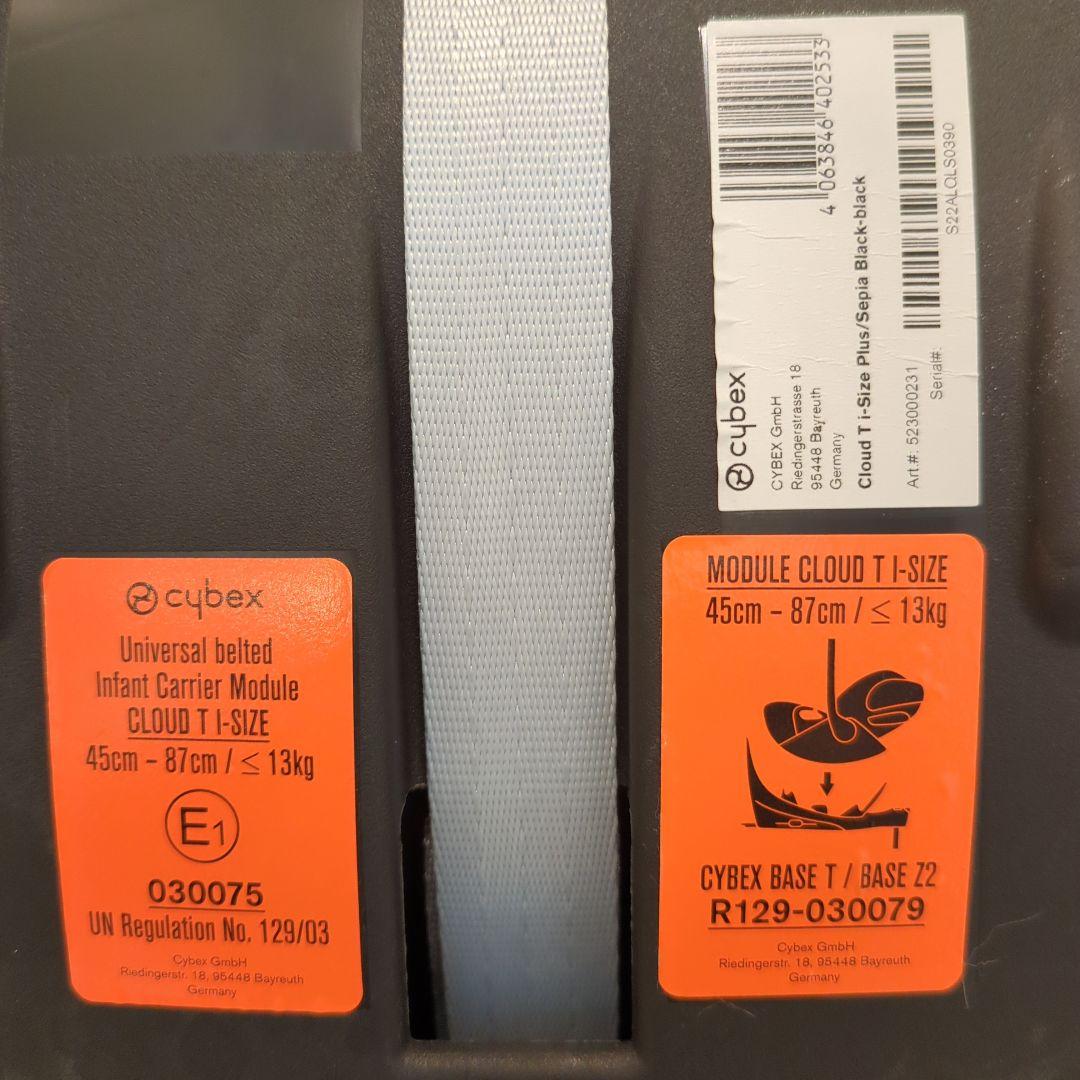 cybex
Universal belted
Infant Carrier Module
CLOUD T I-SIZE
45cm – 87cm / ≤ 13kg
E1
030075
UN Regulation No. 129/03
Cybex GmbH
Riedingerstr. 18, 95448 Bayreuth
Germany
4 063846 402533
cybex
CYBEX GmbH
Riedingerstrasse 18
95448 Bayreuth
Germany
Cloud T i-Size Plus/Sepia Black-black
Art.#: 523000231
Serial#:
S22ALQLS0390
MODULE CLOUD T I-SIZE
45cm – 87cm / ≤ 13kg
CYBEX BASE T / BASE Z2
R129-030079
Cybex GmbH
Riedingerstr. 18, 95448 Bayreuth
Germany